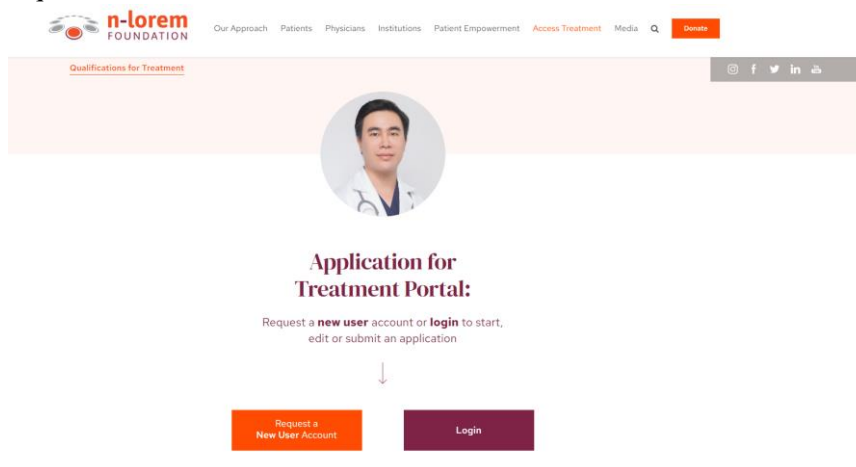 n-lorem
FOUNDATION
Our Approach Patients Physicians Institutions Patient Empowerment Access Treatment Media Donate
Qualifications for Treatment
Application for
Treatment Portal:
Request a new user account or login to start,
edit or submit an application
Request a
New User Account
Login